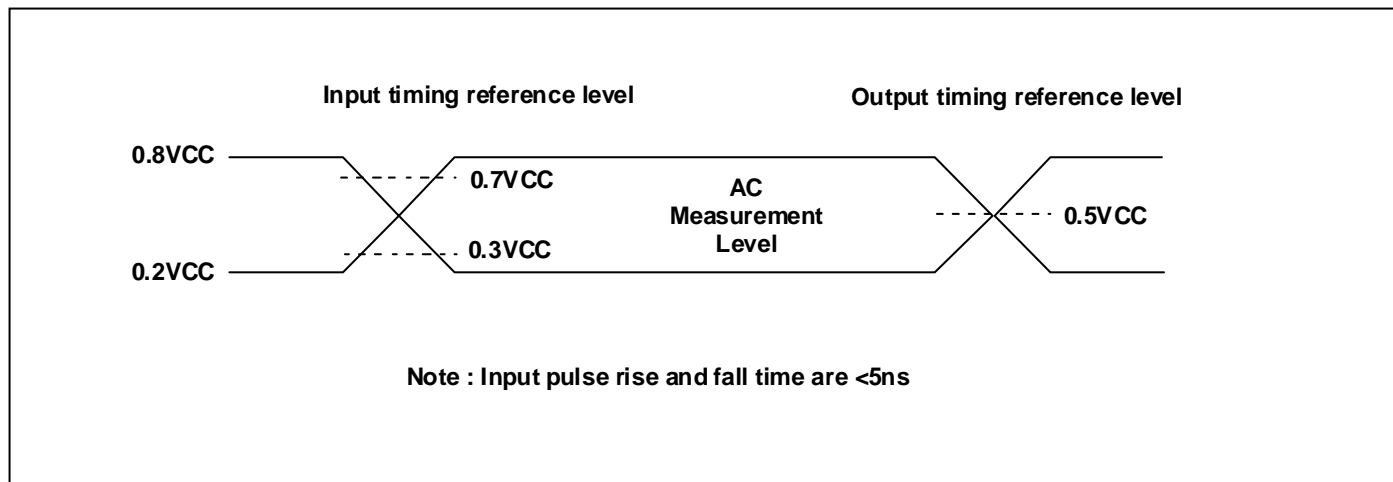 Input timing reference level
Output timing reference level
0.8VCC
0.7VCC
AC
Measurement
Level
0.5VCC
0.3VCC
0.2VCC
Note : Input pulse rise and fall time are <5ns